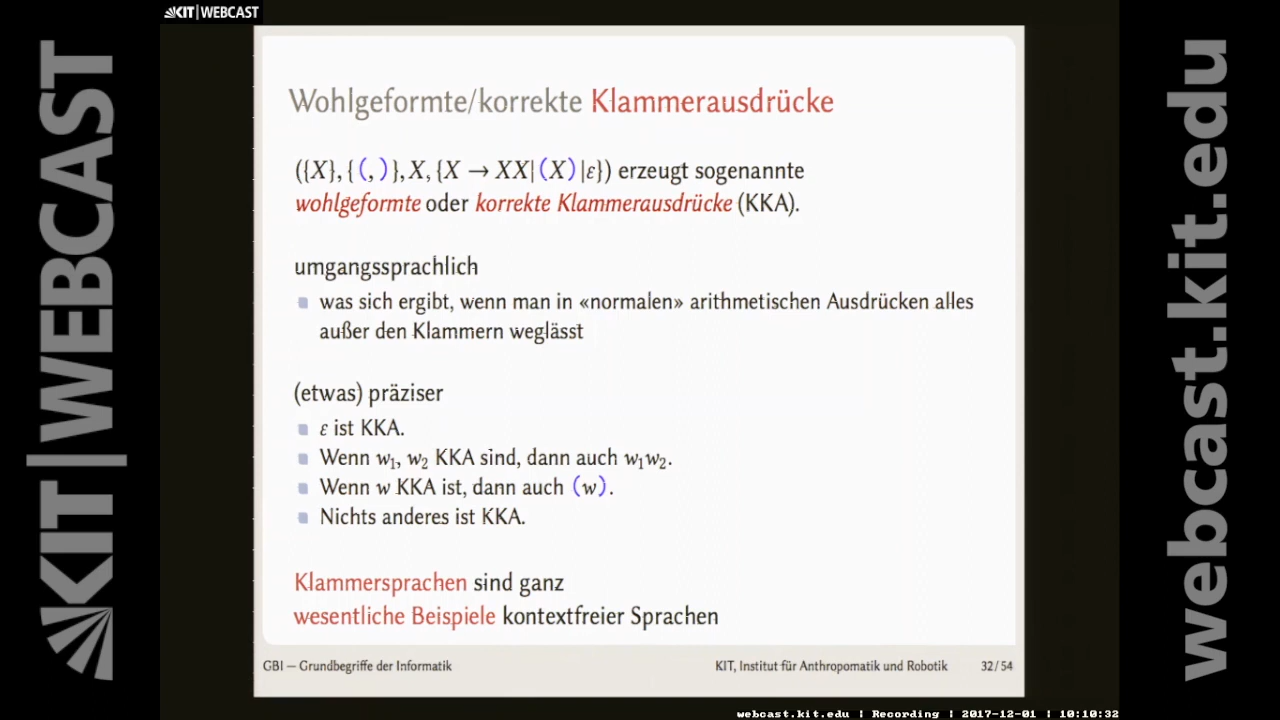 KIT|WEBCAST
KIT|WEBCAST
webcast.kit.edu
Wohlgeformte/korrekte Klammerausdrücke
({X}, {(, )}, X, {X → XX|(X)|ε}) erzeugt sogenannte
wohlgeformte oder korrekte Klammerausdrücke (KKA).
umgangssprachlich
was sich ergibt, wenn man in «normalen» arithmetischen Ausdrücken alles
außer den Klammern weglässt
(etwas) präziser
ε ist KKA.
Wenn w₁, w₂ KKA sind, dann auch w₁w₂.
Wenn w KKA ist, dann auch (w).
Nichts anderes ist KKA.
Klammersprachen sind ganz
wesentliche Beispiele kontextfreier Sprachen
GBI — Grundbegriffe der Informatik
KIT, Institut für Anthropomatik und Robotik
32/54
webcast.kit.edu | Recording | 2017-12-01 | 10:10:32